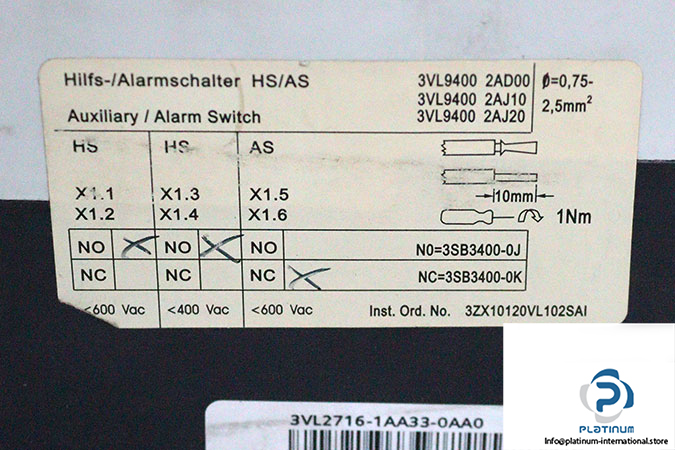 Hilfs-/Alarmschalter HS/AS
Auxiliary / Alarm Switch
3VL9400 2AD00
3VL9400 2AJ10
3VL9400 2AJ20
Ø=0,75-
2,5mm²
HS HS AS
X1.1 X1.3 X1.5
X1.2 X1.4 X1.6
10mm
1Nm
NO NO NO N0=3SB3400-0J
NC NC NC NC=3SB3400-0K
<600 Vac <400 Vac <600 Vac Inst. Ord. No. 3ZX10120VL102SAI
3VL2716-1AA33-0AA0
PLATINUM
Info@platinum-international.store